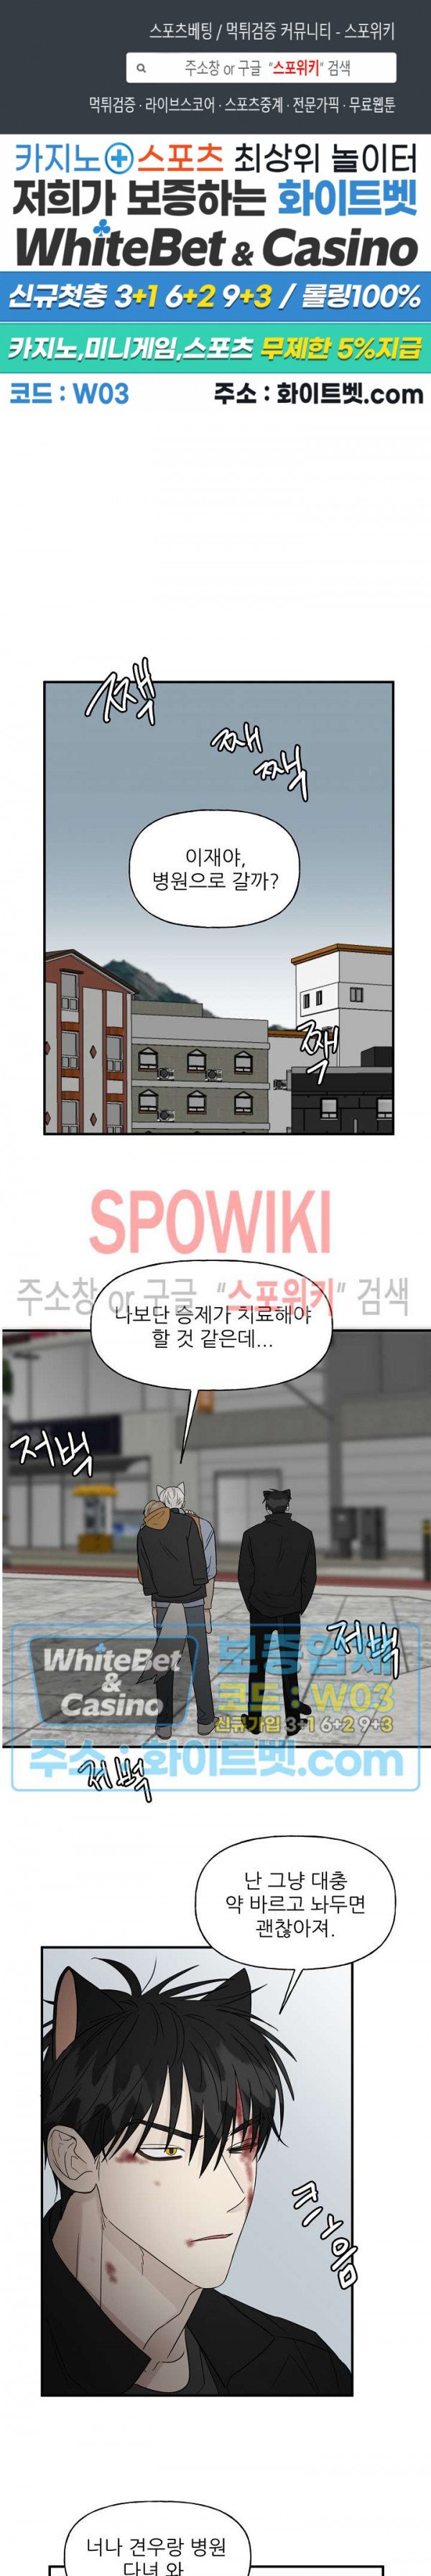 스포츠베팅 / 먹튀검증 커뮤니티 - 스포위키
주소창 or 구글 “스포위키” 검색
먹튀검증 · 라이브스코어 · 스포츠중계 · 전문가픽 · 무료웹툰
카지노+스포츠 최상위 놀이터
저희가 보증하는 화이트벳
WhiteBet & Casino
신규첫충 3+1 6+2 9+3 / 롤링100%
카지노,미니게임,스포츠 무제한 5%지급
코드 : W03 주소 : 화이트벳.com
짹
짹
짹
이재야,
병원으로 갈까?
짹
SPOWIKI
주소창 or 구글 “스포위키” 검색
나보단 승제가 치료해야
할 것 같은데...
저벅
저벅
WhiteBet
&
Casino
보증업체
코드 : W03
신규가입 3+1 6+2 9+3
주소 : 화이트벳.com
저벅
난 그냥 대충
약 바르고 놔두면
괜찮아져.
너나 견우랑 병원
다녀 와